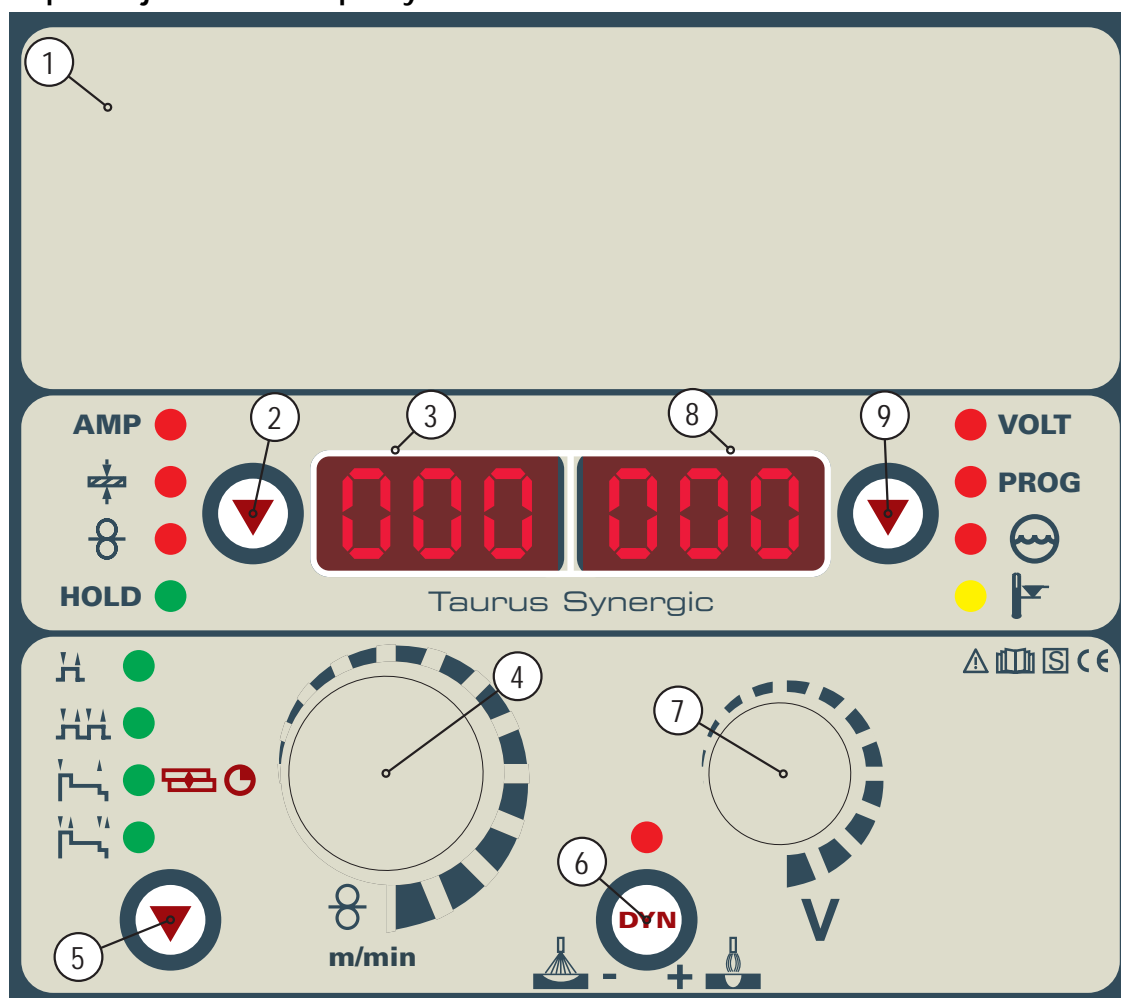 1
2
3
8
9
AMP
VOLT
000
000
PROG
HOLD
Taurus Synergic
S CE
4
7
6
5
DYN
V
m/min
- +